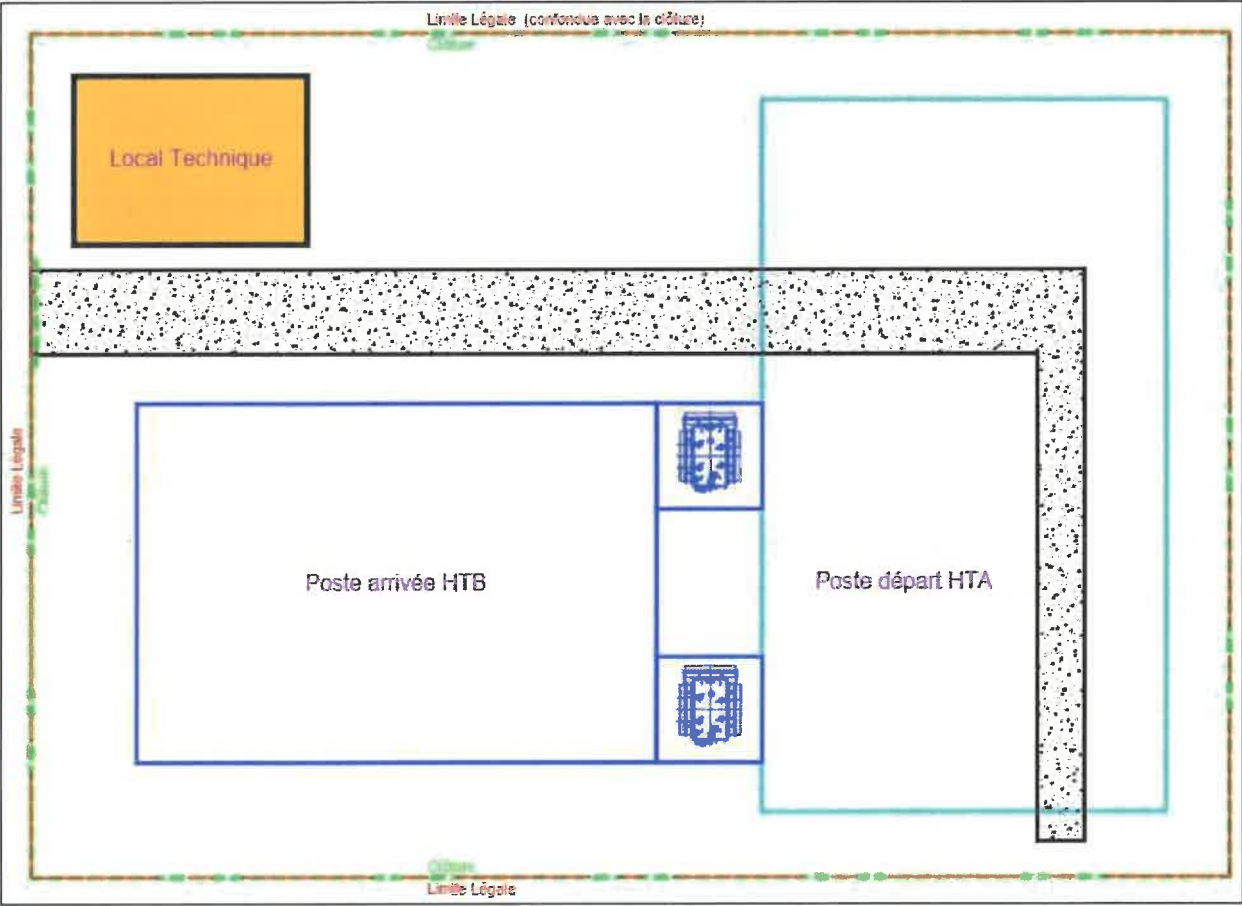 Limite Légale (confondue avec la clôture)
Clôture
Local Technique
Limite Légale
Clôture
Poste arrivée HTB
Poste départ HTA
Clôture
Limite Légale